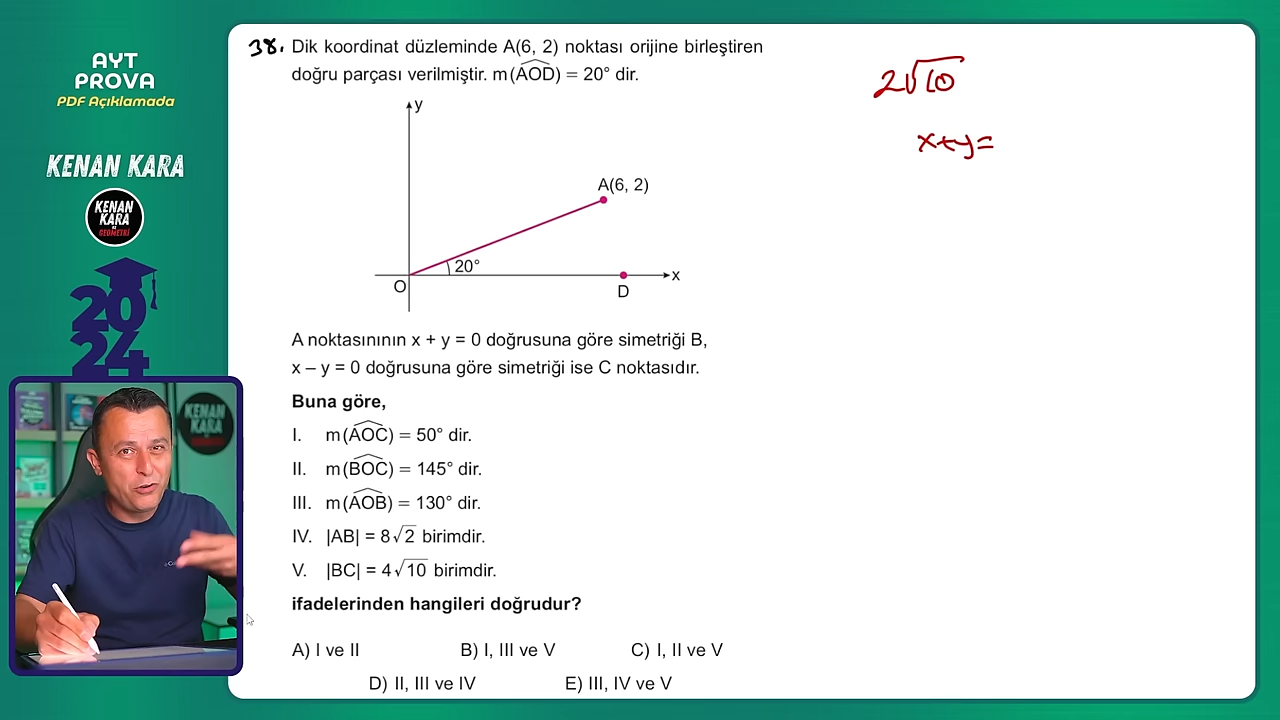 AYT
PROVA
PDF Açıklamada
KENAN KARA
KENAN
KARA
ile
GEOMETRİ
2024
KENAN
KARA
38. Dik koordinat düzleminde A(6, 2) noktası orijine birleştiren
doğru parçası verilmiştir. m(AOD) = 20° dir.
y
A(6, 2)
20°
x
O
D
A noktasınının x + y = 0 doğrusuna göre simetriği B,
x – y = 0 doğrusuna göre simetriği ise C noktasıdır.
Buna göre,
I. m(AOC) = 50° dir.
II. m(BOC) = 145° dir.
III. m(AOB) = 130° dir.
IV. |AB| = 8√2 birimdir.
V. |BC| = 4√10 birimdir.
ifadelerinden hangileri doğrudur?
A) I ve II B) I, III ve V C) I, II ve V
D) II, III ve IV E) III, IV ve V
2√10
x+y=